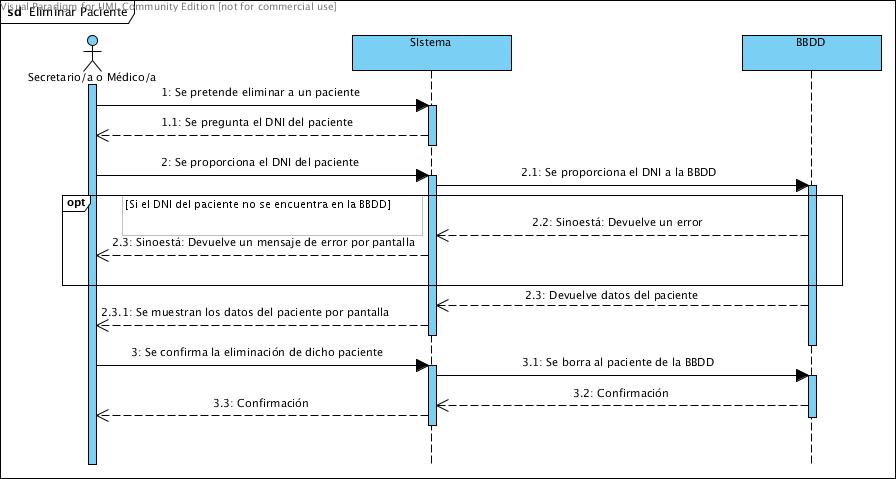 Visual Paradigm for UML Community Edition [not for commercial use]
sd Eliminar Paciente
SIstema
BBDD
Secretario/a o Médico/a
1: Se pretende eliminar a un paciente
1.1: Se pregunta el DNI del paciente
2: Se proporciona el DNI del paciente
2.1: Se proporciona el DNI a la BBDD
opt
[Si el DNI del paciente no se encuentra en la BBDD]
2.2: Sinoestá: Devuelve un error
2.3: Sinoestá: Devuelve un mensaje de error por pantalla
2.3: Devuelve datos del paciente
2.3.1: Se muestran los datos del paciente por pantalla
3: Se confirma la eliminación de dicho paciente
3.1: Se borra al paciente de la BBDD
3.2: Confirmación
3.3: Confirmación